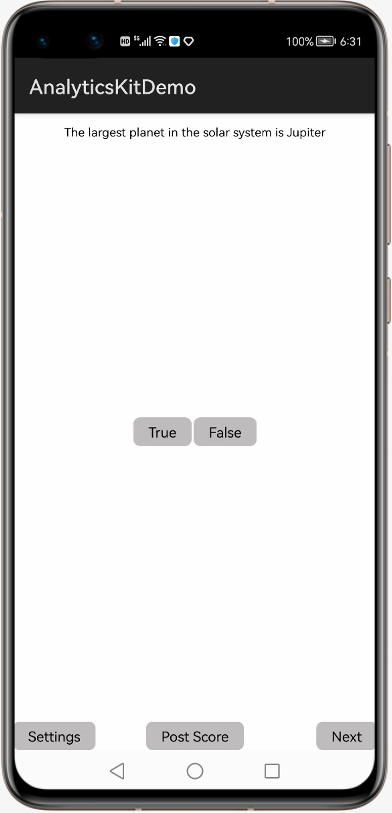 HD 5G 100% 6:31
AnalyticsKitDemo
The largest planet in the solar system is Jupiter
True False
Settings Post Score Next